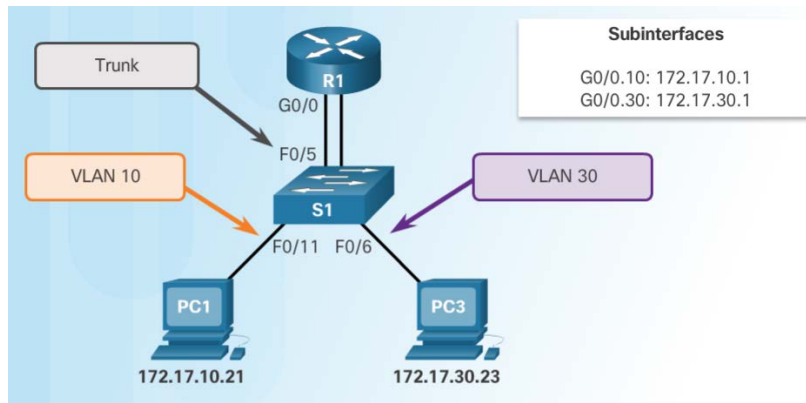 Subinterfaces
G0/0.10: 172.17.10.1
G0/0.30: 172.17.30.1
Trunk
R1
G0/0
F0/5
VLAN 10
VLAN 30
S1
F0/11
F0/6
PC1
PC3
172.17.10.21
172.17.30.23